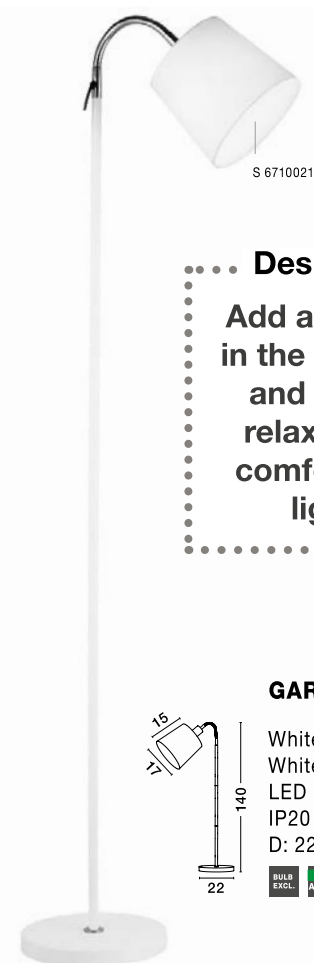 S 6710021
Des
Add a
in the
and
relax
comfo
lig
GAR
White
White
LED
IP20
D: 22
15
17
140
22
BULB
EXCL.
A